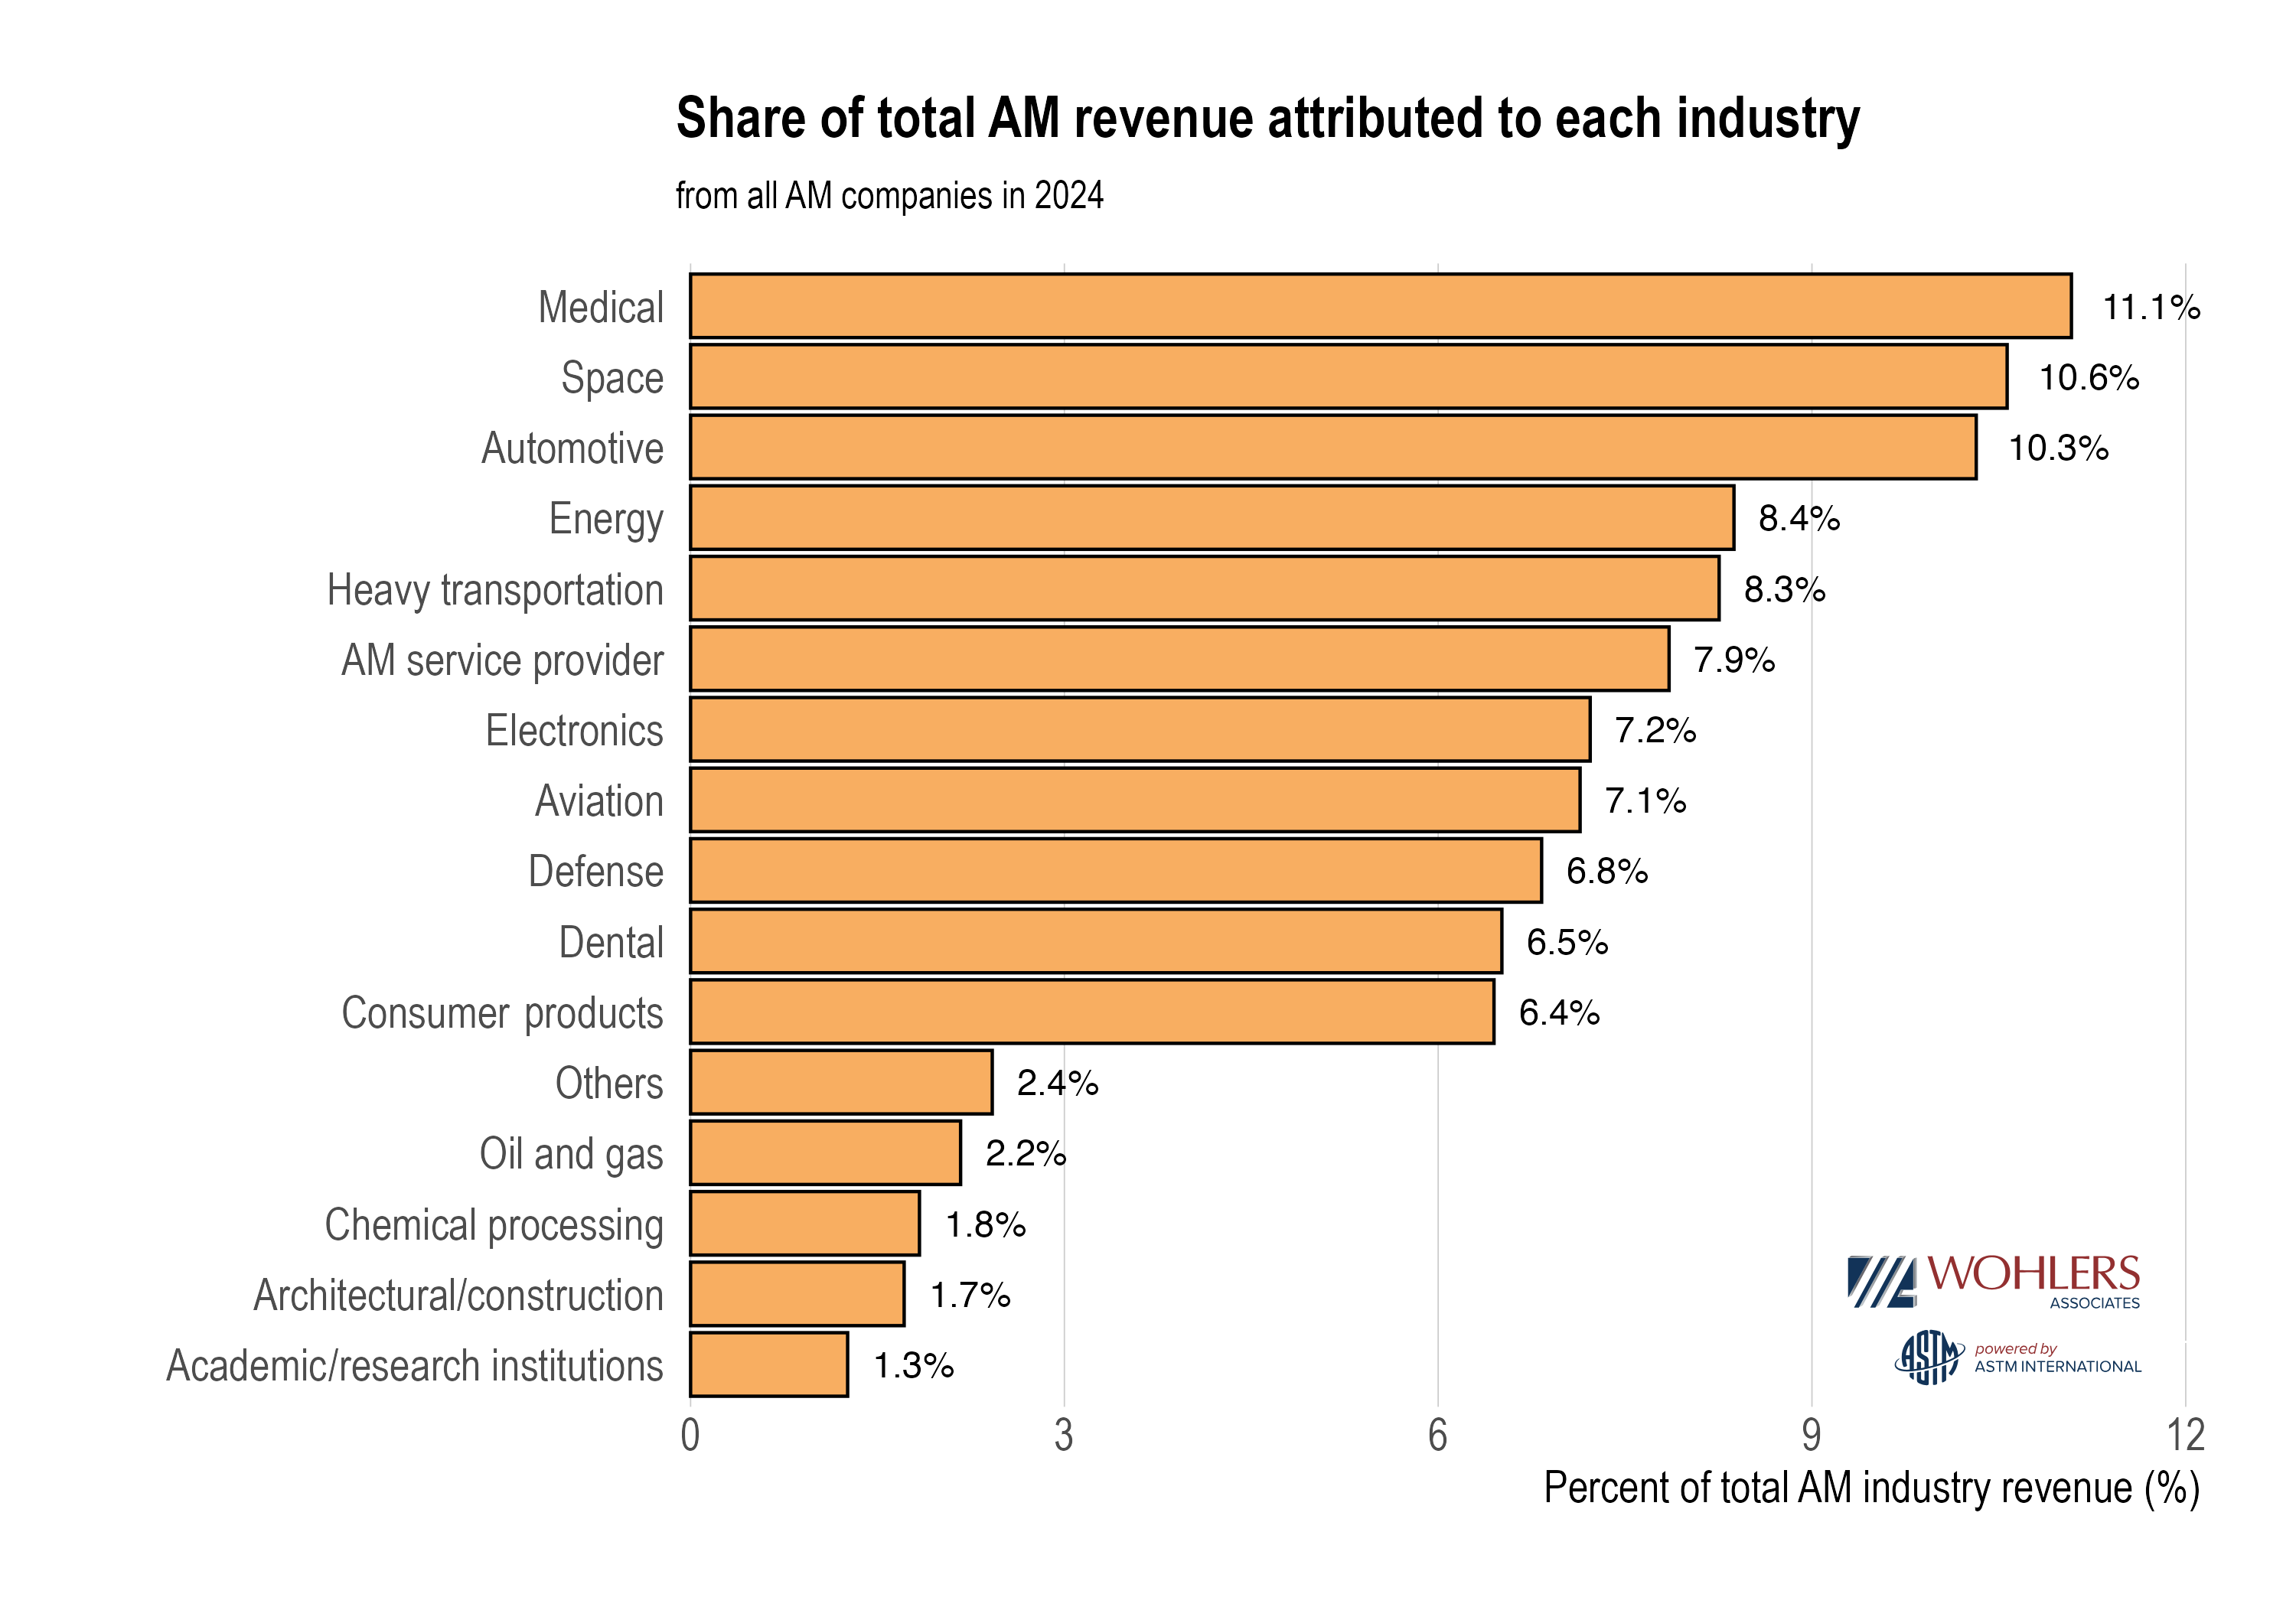 Share of total AM revenue attributed to each industry
from all AM companies in 2024
Medical 11.1%
Space 10.6%
Automotive 10.3%
Energy 8.4%
Heavy transportation 8.3%
AM service provider 7.9%
Electronics 7.2%
Aviation 7.1%
Defense 6.8%
Dental 6.5%
Consumer products 6.4%
Others 2.4%
Oil and gas 2.2%
Chemical processing 1.8%
Architectural/construction 1.7%
Academic/research institutions 1.3%
WOHLERS
ASSOCIATES
ASTM
powered by
ASTM INTERNATIONAL
0 3 6 9 12
Percent of total AM industry revenue (%)